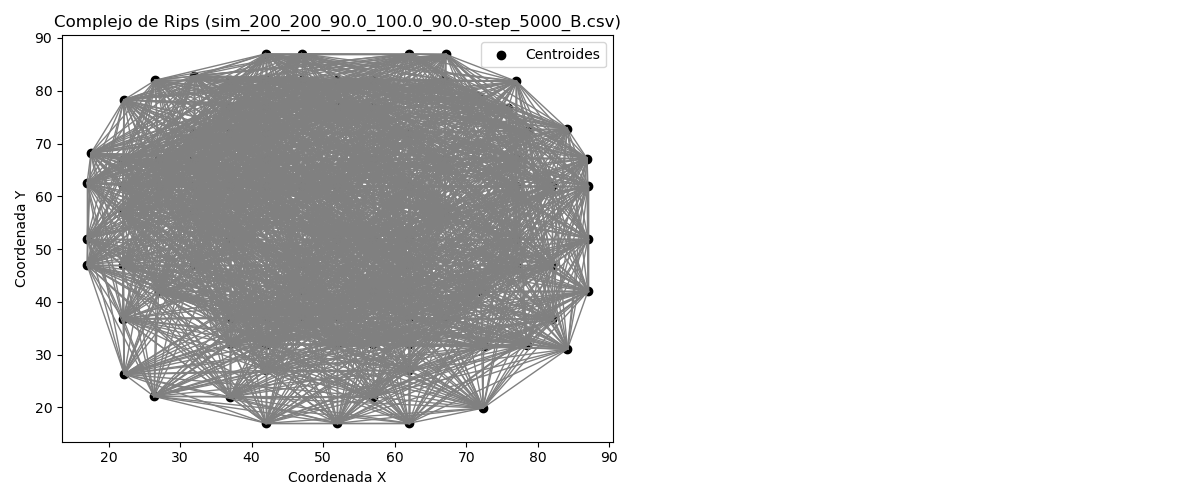 Complejo de Rips (sim_200_200_90.0_100.0_90.0-step_5000_B.csv)
Centroides
90
80
70
60
50
40
30
20
Coordenada Y
20 30 40 50 60 70 80 90
Coordenada X